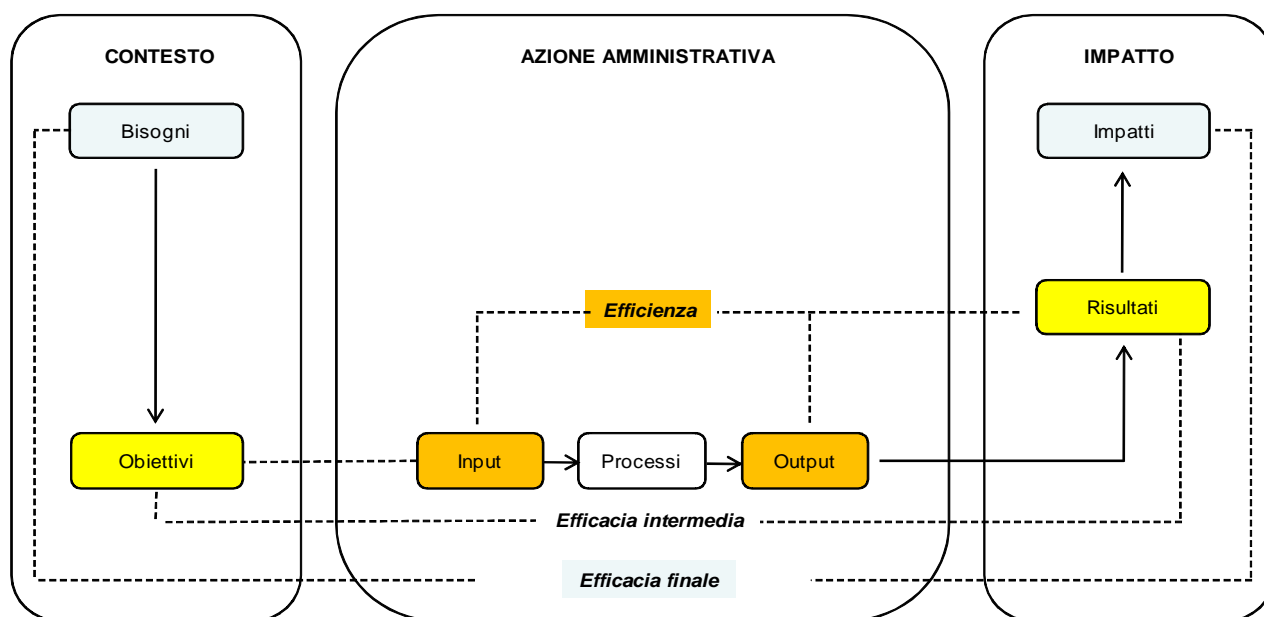 CONTESTO
AZIONE AMMINISTRATIVA
IMPATTO
Bisogni
Impatti
Efficienza
Risultati
Obiettivi
Input
Processi
Output
Efficacia intermedia
Efficacia finale